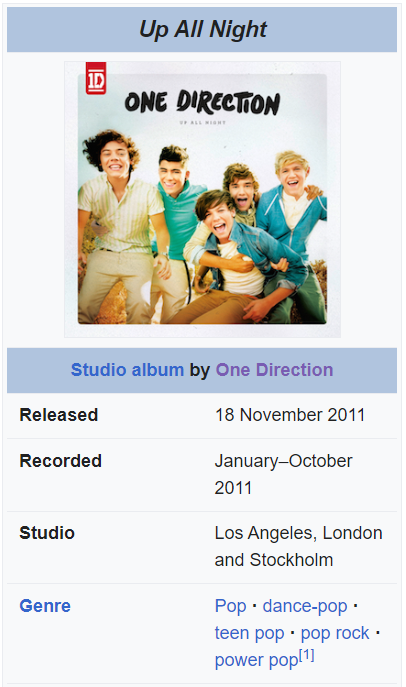 Up All Night
1D
ONE DIRECTION
UP ALL NIGHT
Studio album by One Direction
Released 18 November 2011
Recorded January–October
2011
Studio Los Angeles, London
and Stockholm
Genre Pop · dance-pop ·
teen pop · pop rock ·
power pop[1]